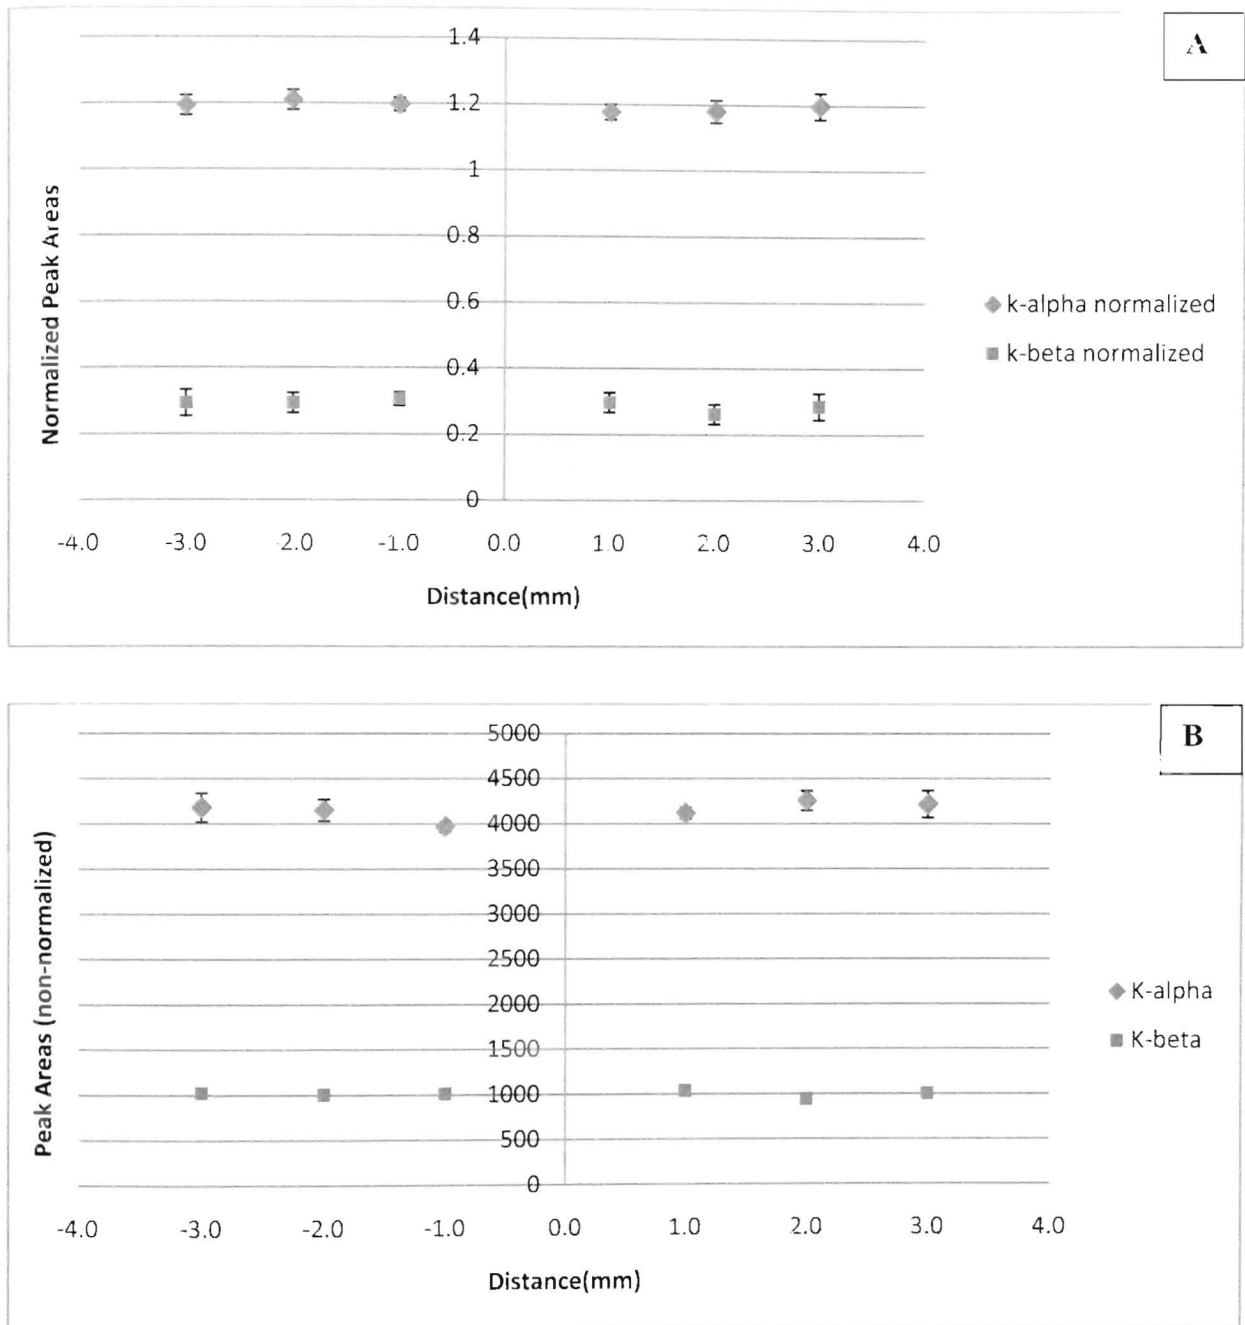 A
1.4
1.2
1
0.8
0.6
0.4
0.2
0
Normalized Peak Areas
k-alpha normalized
k-beta normalized
-4.0 -3.0 -2.0 -1.0 0.0 1.0 2.0 3.0 4.0
Distance(mm)
B
5000
4500
4000
3500
3000
2500
2000
1500
1000
500
0
Peak Areas (non-normalized)
K-alpha
K-beta
-4.0 -3.0 -2.0 -1.0 0.0 1.0 2.0 3.0 4.0
Distance(mm)